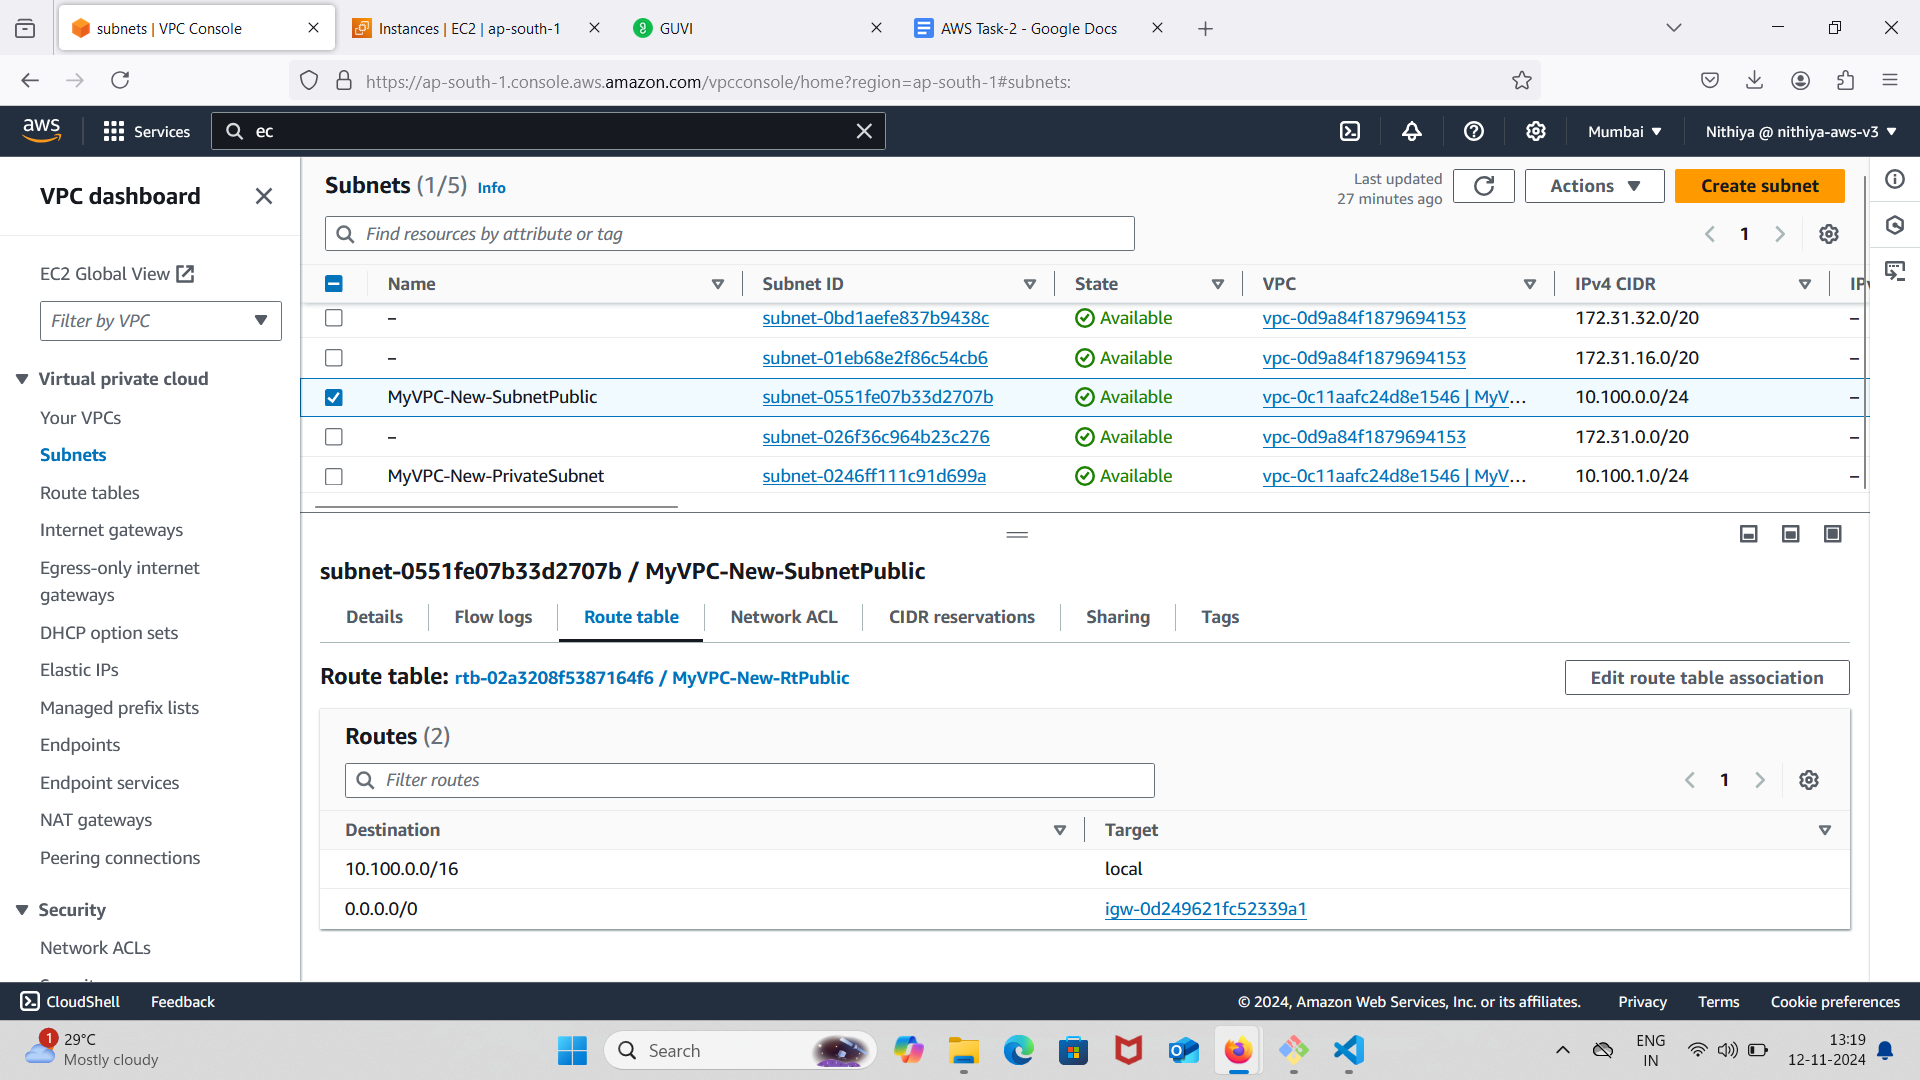 subnets | VPC Console
Instances | EC2 | ap-south-1
GUVI
AWS Task-2 - Google Docs
https://ap-south-1.console.aws.amazon.com/vpcconsole/home?region=ap-south-1#subnets:
aws
Services
ec
Mumbai
Nithiya @ nithiya-aws-v3
VPC dashboard
EC2 Global View
Filter by VPC
Virtual private cloud
Your VPCs
Subnets
Route tables
Internet gateways
Egress-only internet
gateways
DHCP option sets
Elastic IPs
Managed prefix lists
Endpoints
Endpoint services
NAT gateways
Peering connections
Security
Network ACLs
Subnets (1/5) Info
Last updated
27 minutes ago
Actions
Create subnet
Find resources by attribute or tag
1
Name Subnet ID State VPC IPv4 CIDR
– subnet-0bd1aefe837b9438c Available vpc-0d9a84f1879694153 172.31.32.0/20 –
– subnet-01eb68e2f86c54cb6 Available vpc-0d9a84f1879694153 172.31.16.0/20 –
MyVPC-New-SubnetPublic subnet-0551fe07b33d2707b Available vpc-0c11aafc24d8e1546 | MyV... 10.100.0.0/24 –
– subnet-026f36c964b23c276 Available vpc-0d9a84f1879694153 172.31.0.0/20 –
MyVPC-New-PrivateSubnet subnet-0246ff111c91d699a Available vpc-0c11aafc24d8e1546 | MyV... 10.100.1.0/24 –
subnet-0551fe07b33d2707b / MyVPC-New-SubnetPublic
Details Flow logs Route table Network ACL CIDR reservations Sharing Tags
Route table: rtb-02a3208f5387164f6 / MyVPC-New-RtPublic
Edit route table association
Routes (2)
Filter routes
1
Destination Target
10.100.0.0/16 local
0.0.0.0/0 igw-0d249621fc52339a1
CloudShell Feedback
© 2024, Amazon Web Services, Inc. or its affiliates. Privacy Terms Cookie preferences
1
29°C
Mostly cloudy
Search
ENG
IN
13:19
12-11-2024